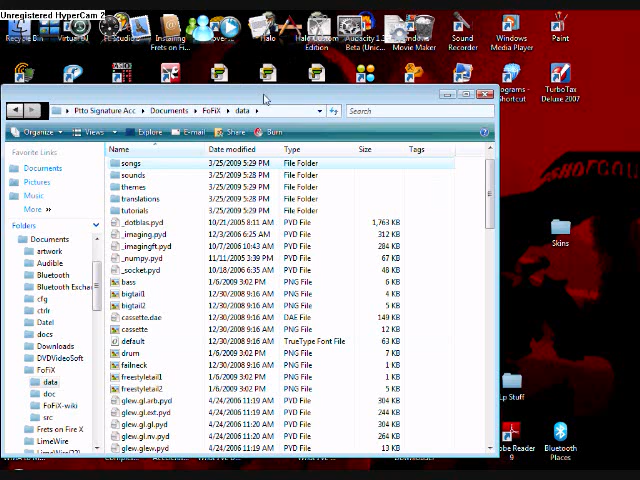 Unregistered HyperCam 2
Recycle Bin
Virtual DJ
FL studio
Installing Frets on Fi...
Halo
Halo Custom Edition
Audacity 1.3 Beta (Unic...
Windows Movie Maker
Sound Recorder
Windows Media Player
Paint
Programs - Shortcut
TurboTax Deluxe 2007
Ptto Signature Acc
Documents
FoFiX
data
Search
Organize
Views
Explore
E-mail
Share
Burn
Favorite Links
Documents
Pictures
Music
More
Folders
Documents
artwork
Audible
Bluetooth
Bluetooth Excha
cfg
ctrlr
Datel
docs
Downloads
DVDVideoSoft
FoFiX
data
doc
FoFiX-wiki
src
Frets on Fire X
LimeWire
Name Date modified Type Size Tags
songs 3/25/2009 5:29 PM File Folder
sounds 3/25/2009 5:28 PM File Folder
themes 3/25/2009 5:29 PM File Folder
translations 3/25/2009 5:29 PM File Folder
tutorials 3/25/2009 5:29 PM File Folder
_dotblas.pyd 10/21/2005 8:11 AM PYD File 1,763 KB
_imaging.pyd 12/3/2006 6:25 AM PYD File 312 KB
_imagingft.pyd 10/7/2006 10:43 AM PYD File 284 KB
_numpy.pyd 11/11/2005 3:39 PM PYD File 67 KB
_socket.pyd 10/18/2006 6:35 AM PYD File 48 KB
bass 1/6/2009 3:02 PM PNG File 6 KB
bigtail1 12/30/2008 9:16 AM PNG File 4 KB
bigtail2 12/30/2008 9:16 AM PNG File 5 KB
cassette.dae 12/30/2008 9:16 AM DAE File 149 KB
cassette 12/30/2008 9:16 AM PNG File 12 KB
default 12/30/2008 9:16 AM TrueType Font File 63 KB
drum 1/6/2009 3:02 PM PNG File 7 KB
failneck 12/30/2008 9:16 AM PNG File 1 KB
freestyletail1 1/6/2009 3:02 PM PNG File 3 KB
freestyletail2 1/6/2009 3:02 PM PNG File 5 KB
glew.gl.arb.pyd 4/24/2006 11:19 AM PYD File 304 KB
glew.gl.ext.pyd 4/24/2006 11:19 AM PYD File 244 KB
glew.gl.gl.pyd 4/24/2006 11:20 AM PYD File 300 KB
glew.gl.nv.pyd 4/24/2006 11:20 AM PYD File 264 KB
glew.glew.pyd 4/24/2006 11:19 AM PYD File 13 KB
Skins
Lp Stuff
Adobe Reader 9
Bluetooth Places